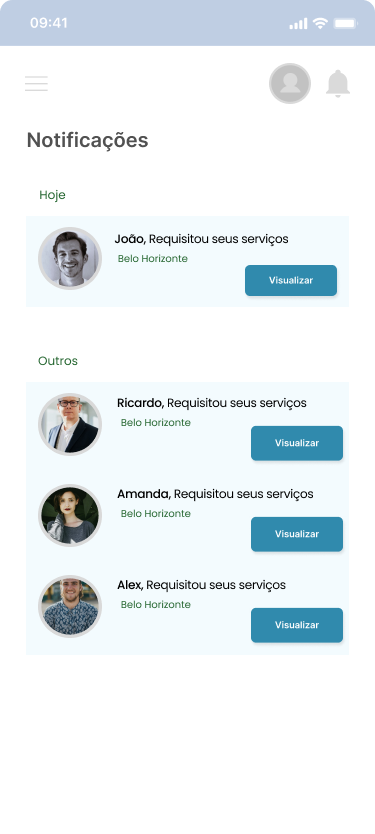 09:41
Notificações
Hoje
João, Requisitou seus serviços
Belo Horizonte
Visualizar
Outros
Ricardo, Requisitou seus serviços
Belo Horizonte
Visualizar
Amanda, Requisitou seus serviços
Belo Horizonte
Visualizar
Alex, Requisitou seus serviços
Belo Horizonte
Visualizar